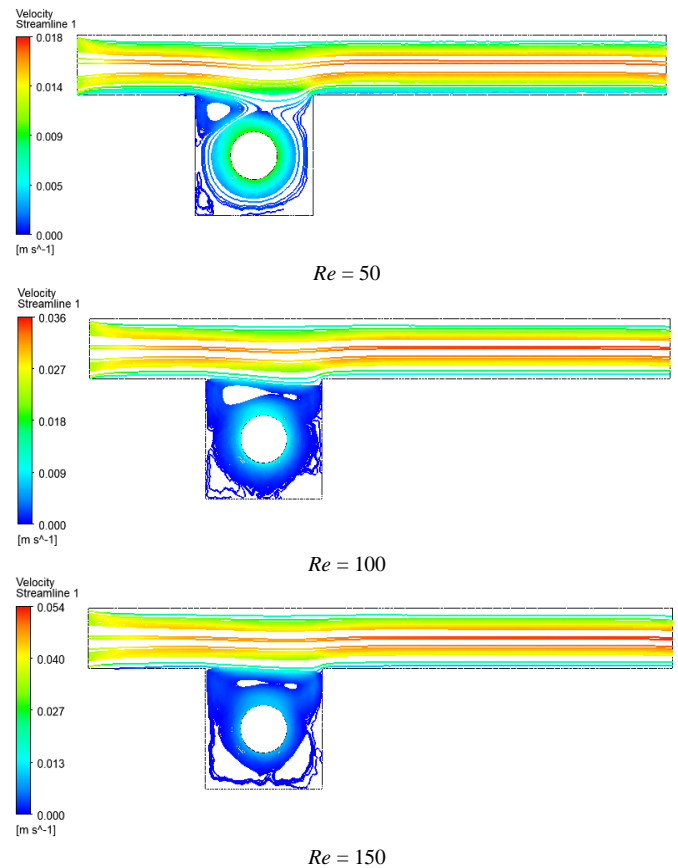 Velocity
Streamline 1
0.018
0.014
0.009
0.005
0.000
[m s^-1]
Re = 50
Velocity
Streamline 1
0.036
0.027
0.018
0.009
0.000
[m s^-1]
Re = 100
Velocity
Streamline 1
0.054
0.040
0.027
0.013
0.000
[m s^-1]
Re = 150